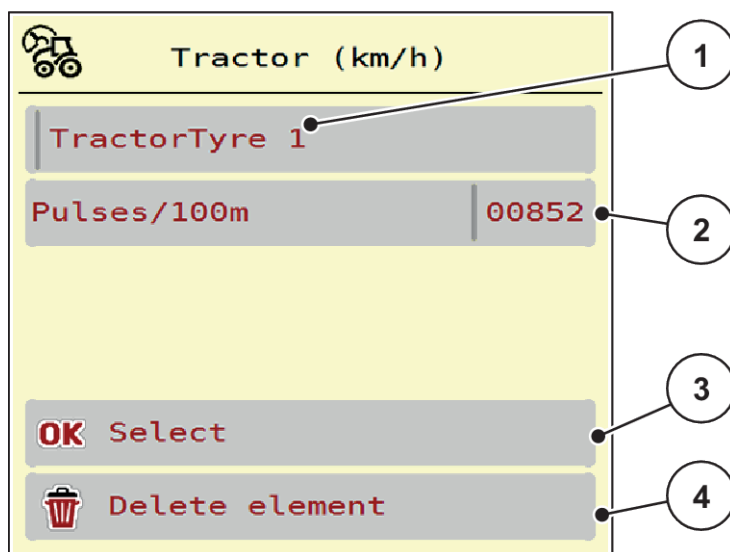 Tractor (km/h)
1
TractorTyre 1
Pulses/100m 00852
2
OK Select
3
Delete element
4